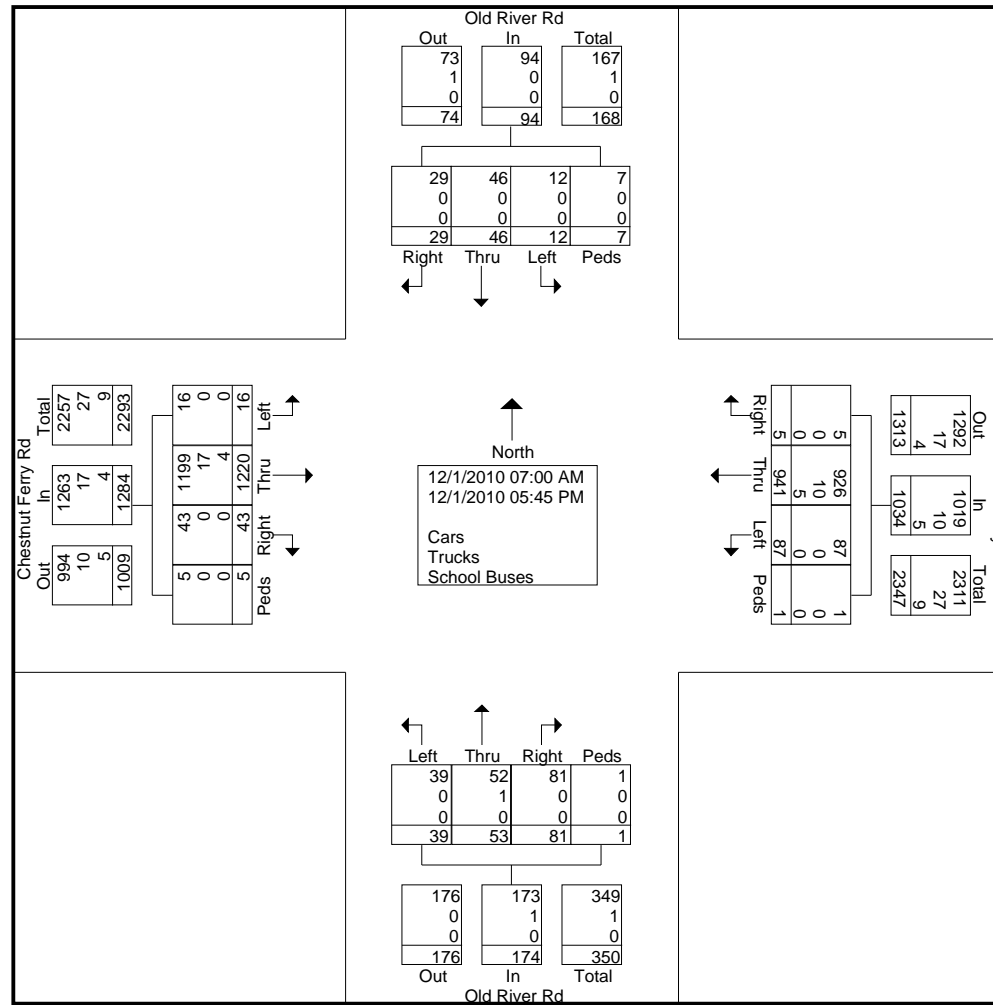 Old River Rd
Out In Total
73 94 167
1 0 1
0 0 0
74 94 168
29 46 12 7
0 0 0 0
0 0 0 0
29 46 12 7
Right Thru Left Peds
Chestnut Ferry Rd
Total In Out
2257 1263 994
27 17 10
9 4 5
2293 1284 1009
16 1199 43 5
0 17 0 0
0 4 0 0
16 1220 43 5
Left Thru Right Peds
North
12/1/2010 07:00 AM
12/1/2010 05:45 PM
Cars
Trucks
School Buses
Right Thru Left Peds
5 926 87 1
0 10 0 0
0 5 0 0
5 941 87 1
Out In Total
1292 1019 2311
17 10 27
4 5 9
1313 1034 2347
Left Thru Right Peds
39 52 81 1
0 1 0 0
0 0 0 0
39 53 81 1
176 173 349
0 1 1
0 0 0
176 174 350
Out In Total
Old River Rd